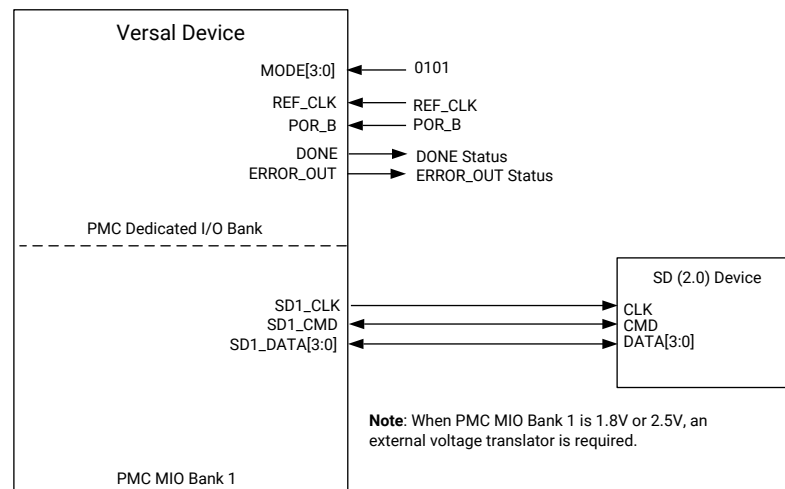 Versal Device
MODE[3:0]
0101
REF_CLK
REF_CLK
POR_B
POR_B
DONE
DONE Status
ERROR_OUT
ERROR_OUT Status
PMC Dedicated I/O Bank
SD (2.0) Device
SD1_CLK
CLK
SD1_CMD
CMD
SD1_DATA[3:0]
DATA[3:0]
Note: When PMC MIO Bank 1 is 1.8V or 2.5V, an
external voltage translator is required.
PMC MIO Bank 1